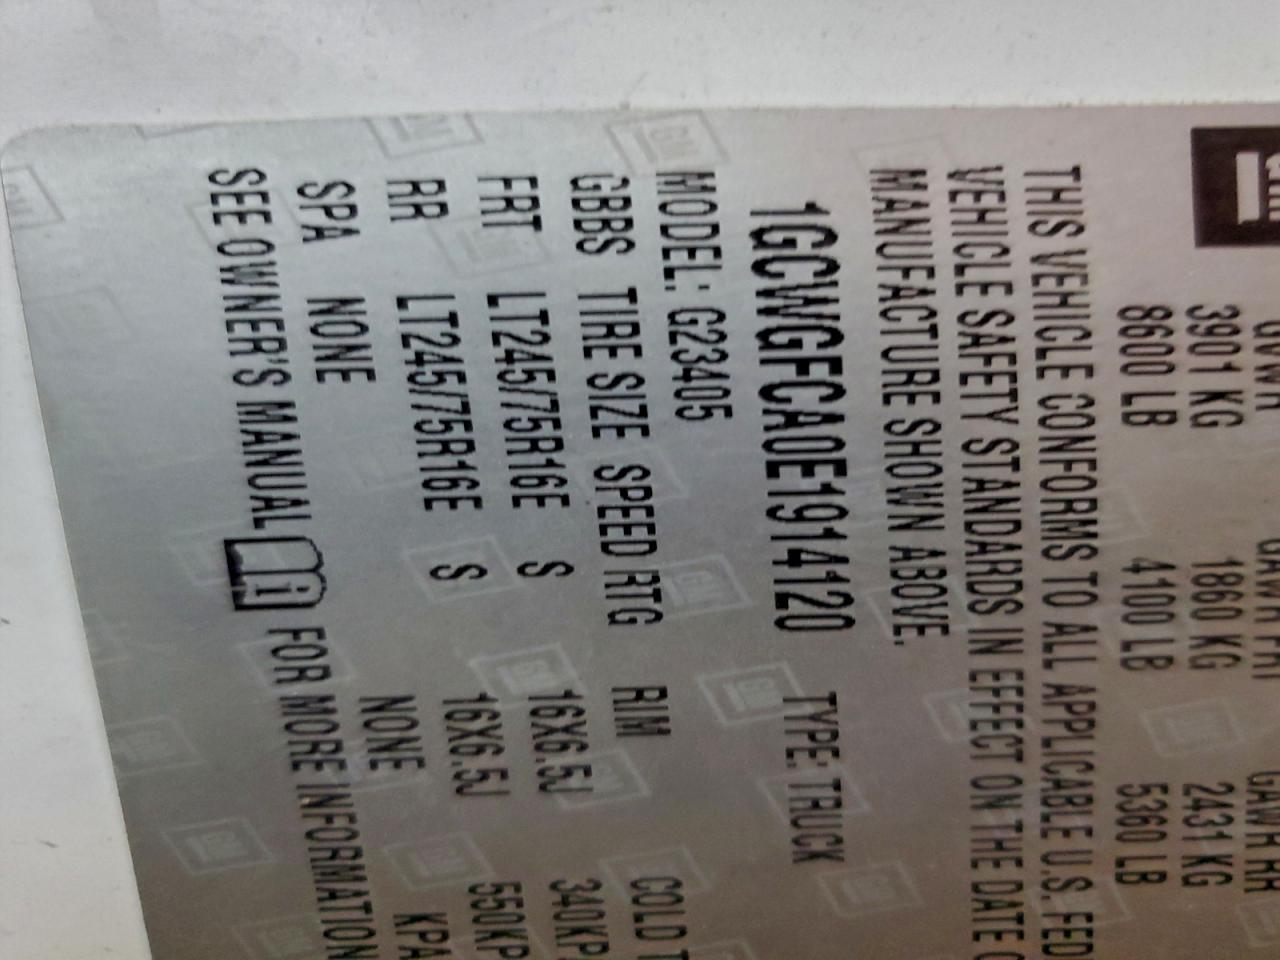 GM
GVWR GAWR FRT GAWR RR
3901 KG 1860 KG 2431 KG
8600 LB 4100 LB 5360 LB
THIS VEHICLE CONFORMS TO ALL APPLICABLE U.S. FED
VEHICLE SAFETY STANDARDS IN EFFECT ON THE DATE O
MANUFACTURE SHOWN ABOVE.
1GCWGFCA0E1914120 TYPE: TRUCK
MODEL: G23405
GBBS TIRE SIZE SPEED RTG RIM COLD T
FRT LT245/75R16E S 16X6.5J 340KP
RR LT245/75R16E S 16X6.5J 550KP
SPA NONE NONE KPA
SEE OWNER'S MANUAL FOR MORE INFORMATION